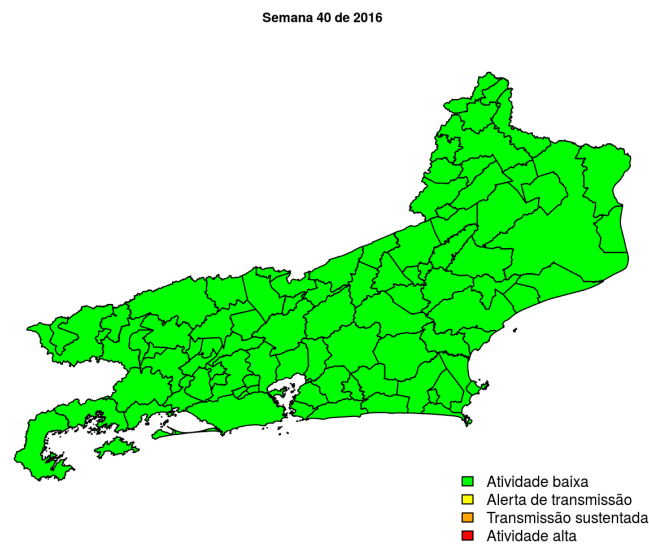 Semana 40 de 2016
Atividade baixa
Alerta de transmissão
Transmissão sustentada
Atividade alta